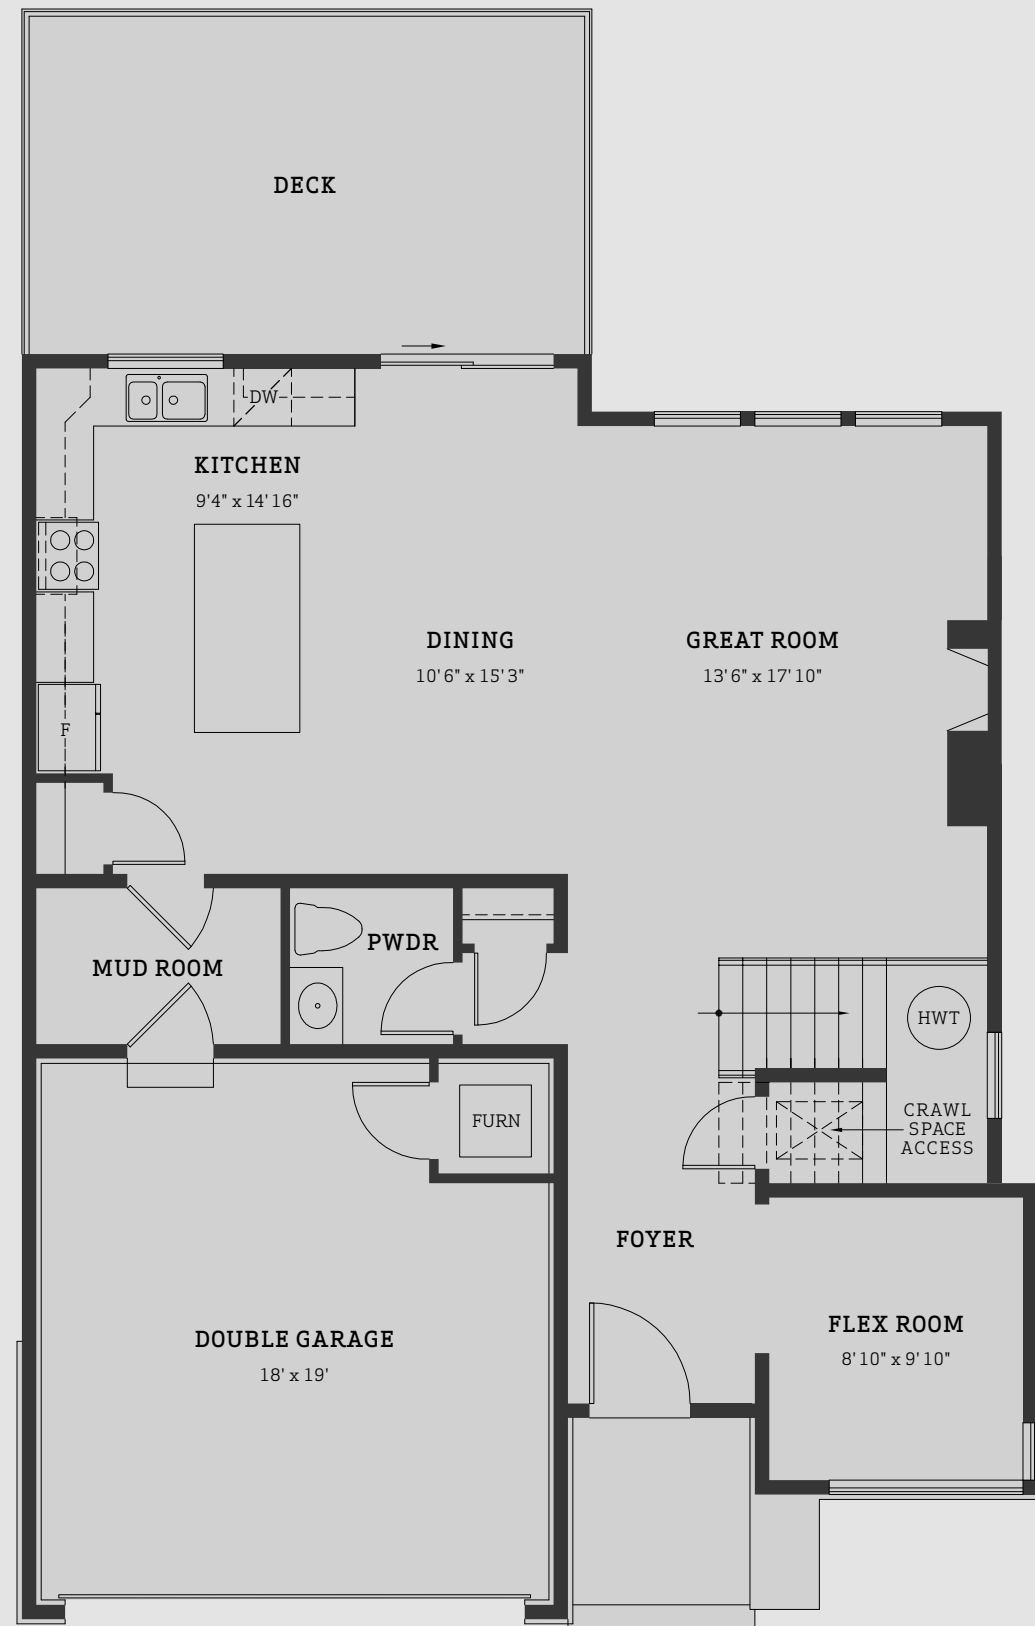 DECK
DW
KITCHEN
9'4" x 14'16"
DINING
10'6" x 15'3"
GREAT ROOM
13'6" x 17'10"
F
PWDR
MUD ROOM
HWT
CRAWL
SPACE
ACCESS
FURN
FOYER
DOUBLE GARAGE
18' x 19'
FLEX ROOM
8'10" x 9'10"